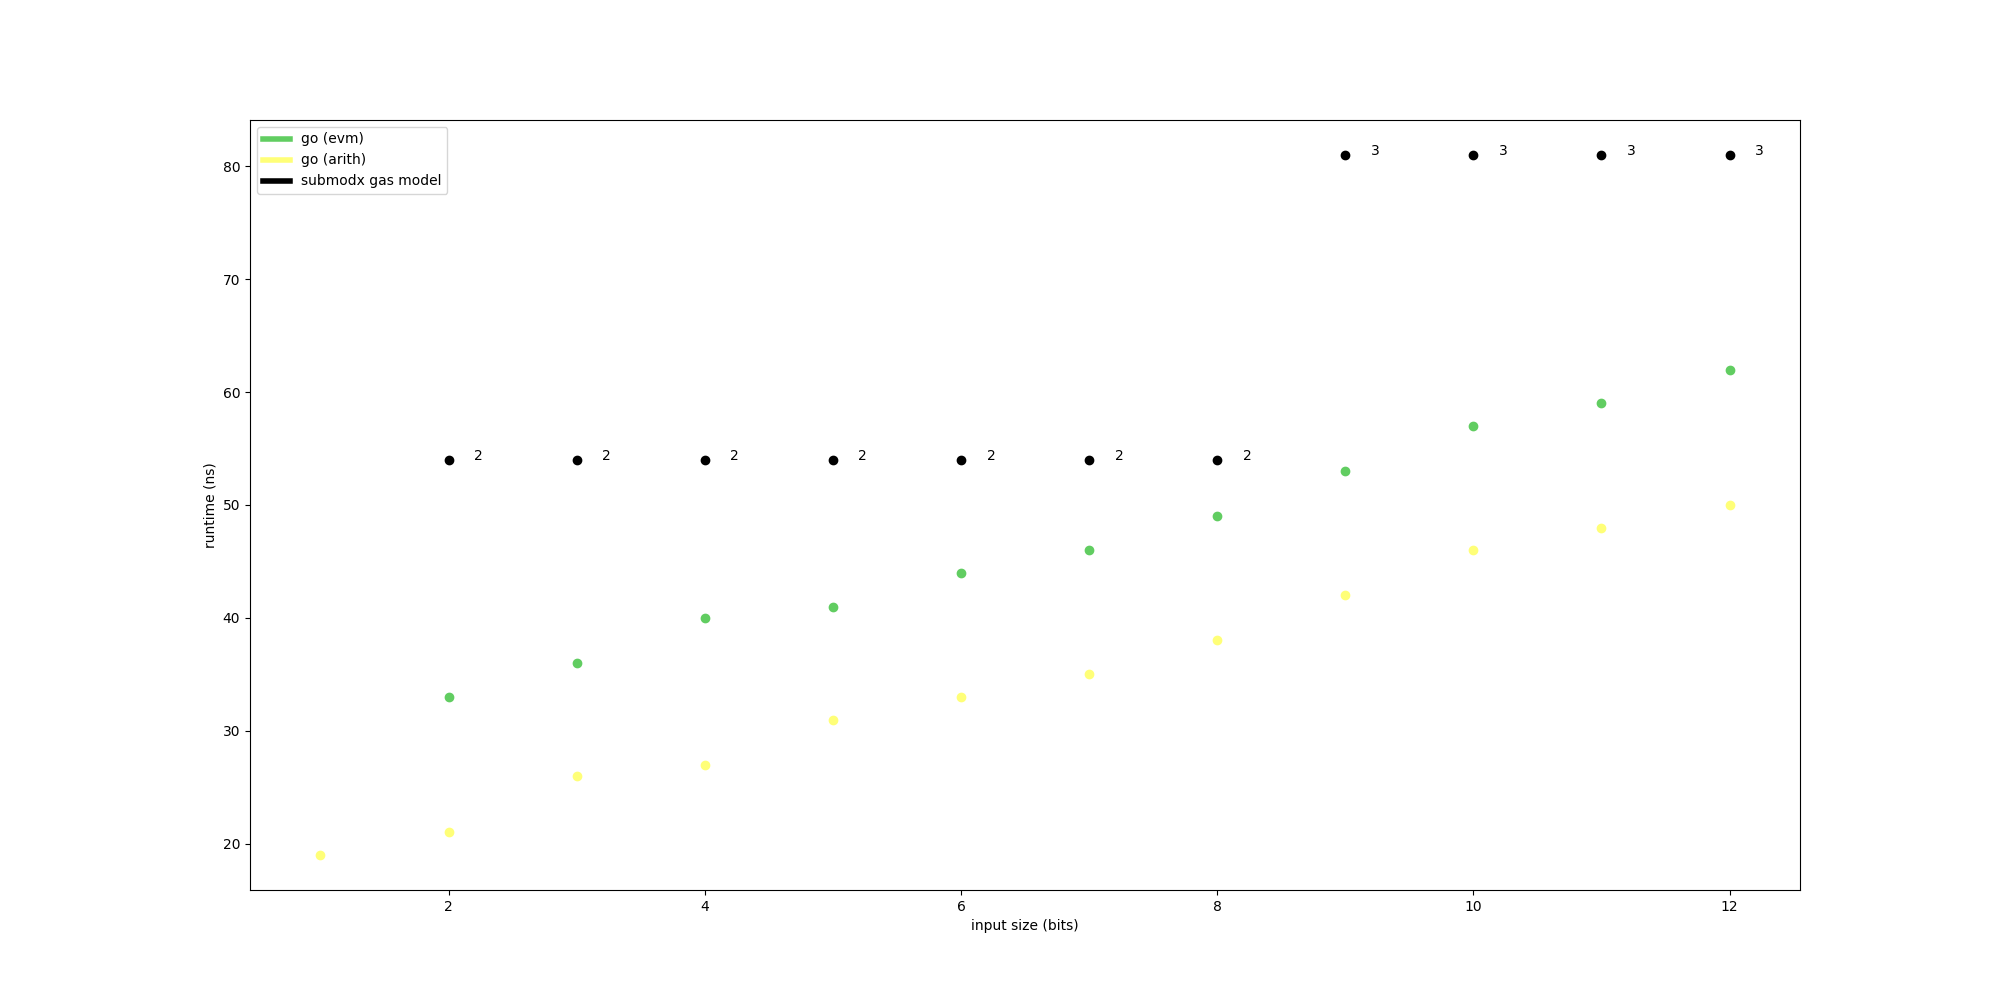 go (evm)
go (arith)
submodx gas model
3 3 3 3
80
70
60
2 2 2 2 2 2 2
50
40
30
20
runtime (ns)
2 4 6 8 10 12
input size (bits)